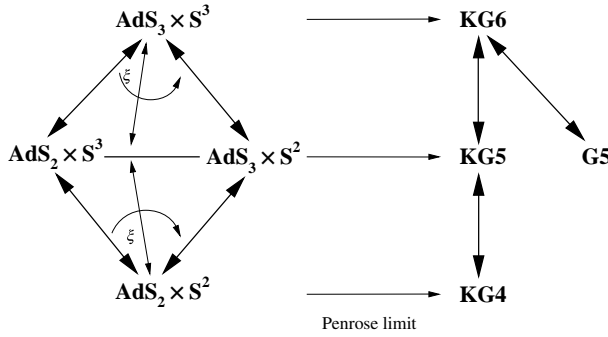 AdS₃ × S³ KG6
ξ
AdS₂ × S³ AdS₃ × S² KG5 G5
ξ
AdS₂ × S² KG4
Penrose limit